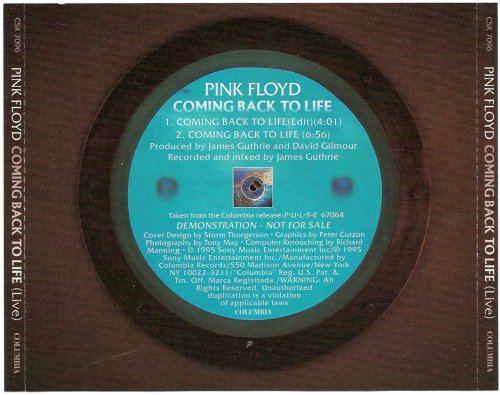 CSK 7096
PINK FLOYD COMING BACK TO LIFE (Live)
COLUMBIA
PINK FLOYD
COMING BACK TO LIFE
1. COMING BACK TO LIFE(Edit)(4:01)
2. COMING BACK TO LIFE (6:56)
Produced by James Guthrie and David Gilmour
Recorded and mixed by James Guthrie
Taken from the Columbia release: P•U•L•S•E 67064
DEMONSTRATION - NOT FOR SALE
Cover Design by Storm Thorgerson • Graphics by Peter Curzon
Photography by Tony May • Computer Retouching by Richard
Manning • © 1995 Sony Music Entertainment Inc/℗ 1995
Sony Music Entertainment Inc./Manufactured by
Columbia Records/550 Madison Avenue/New York
NY 10022-3211/"Columbia" Reg. U.S. Pat. &
Tm. Off. Marca Registrada./WARNING: All
Rights Reserved. Unauthorized
duplication is a violation
of applicable laws
COLUMBIA
CSK 7096
PINK FLOYD COMING BACK TO LIFE (Live)
COLUMBIA